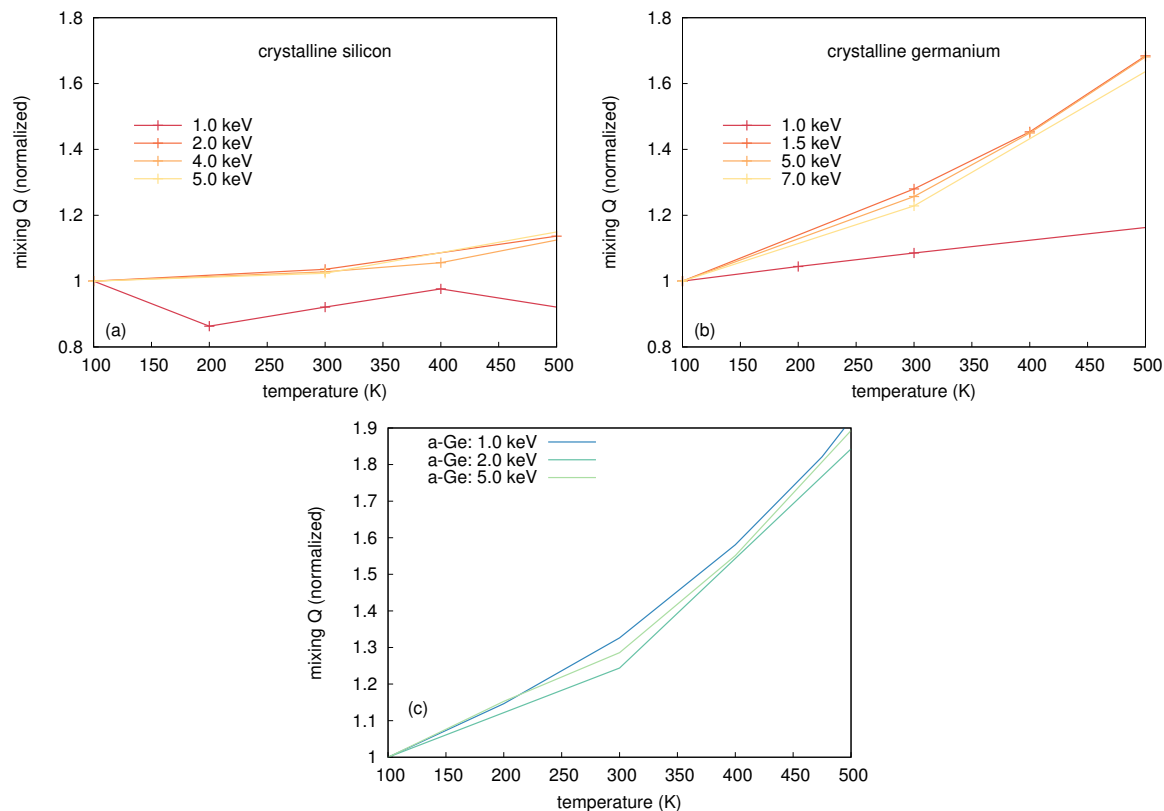 1.8
1.6
1.4
1.2
1
0.8
mixing Q (normalized)
crystalline silicon
1.0 keV
2.0 keV
4.0 keV
5.0 keV
(a)
100 150 200 250 300 350 400 450 500
temperature (K)
1.8
1.6
1.4
1.2
1
0.8
mixing Q (normalized)
crystalline germanium
1.0 keV
1.5 keV
5.0 keV
7.0 keV
(b)
100 150 200 250 300 350 400 450 500
temperature (K)
1.9
1.8
1.7
1.6
1.5
1.4
1.3
1.2
1.1
1
mixing Q (normalized)
a-Ge: 1.0 keV
a-Ge: 2.0 keV
a-Ge: 5.0 keV
(c)
100 150 200 250 300 350 400 450 500
temperature (K)